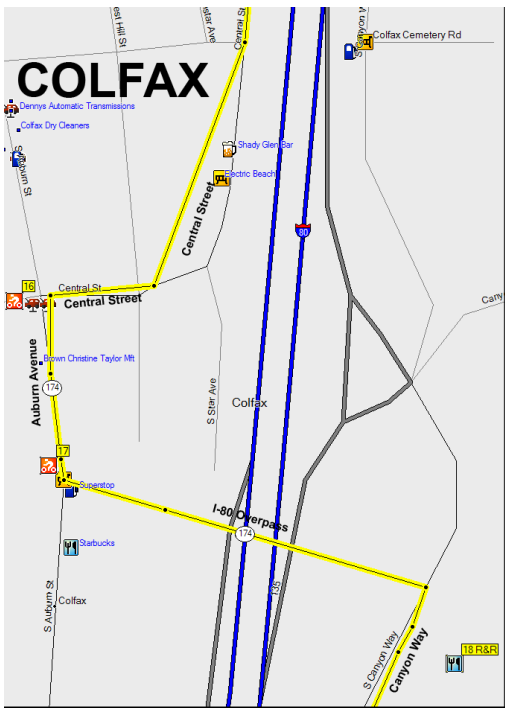 Central St
S Canyon W
Colfax Cemetery Rd
COLFAX
Dennys Automatic Transmissions
Colfax Dry Cleaners
Shady Glen Bar
S Auburn St
Electric Beach
Central Street
80
16
Central St
Central Street
Auburn Avenue
Brown Christine Taylor Mft
174
S Star Ave
Colfax
17
Superstop
I-80 Overpass
174
Starbucks
135
S Auburn St
Colfax
S Canyon Way
Canyon Way
18 R&R